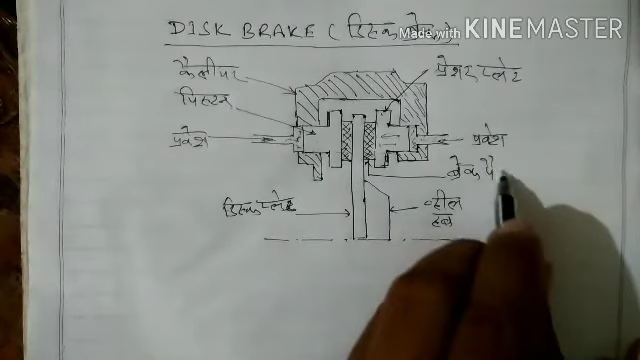 DISK BRAKE (डिस्क ब्रेक)
Made with KINEMASTER
कैलीपर
प्रेशर प्लेट
पिस्टन
प्रवेश
प्रवेश
ब्रेक पै
डिस्क प्लेट
व्हील
हब